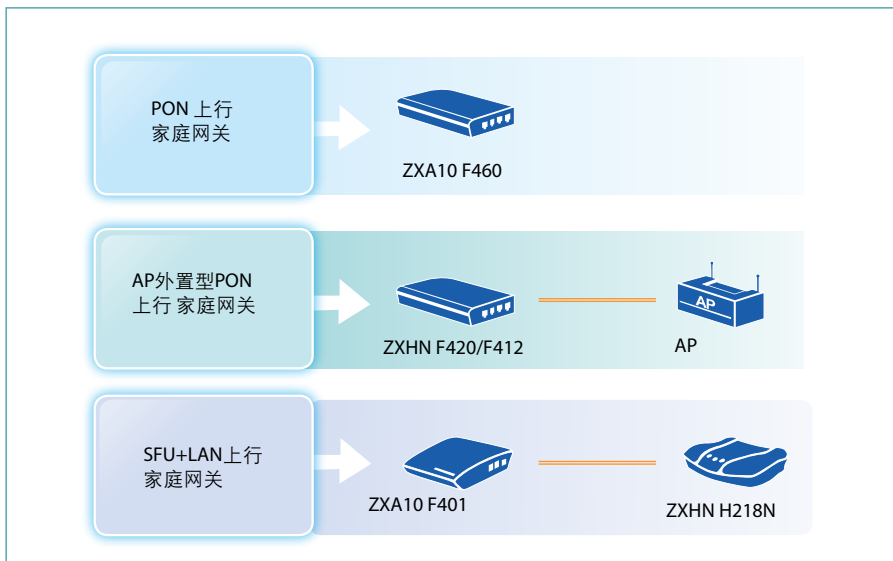 PON 上行
家庭网关
ZXA10 F460
AP外置型PON
上行 家庭网关
ZXHN F420/F412
AP
AP
SFU+LAN上行
家庭网关
ZXA10 F401
ZXHN H218N